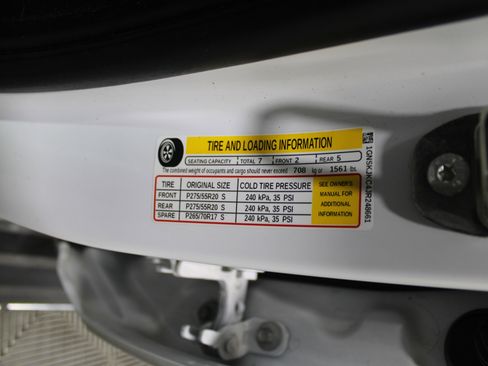 TIRE AND LOADING INFORMATION
SEATING CAPACITY TOTAL 7 FRONT 2 REAR 5
The combined weight of occupants and cargo should never exceed 708 kg or 1561 lbs.
TIRE ORIGINAL SIZE COLD TIRE PRESSURE
FRONT P275/55R20 S 240 kPa, 35 PSI
REAR P275/55R20 S 240 kPa, 35 PSI
SPARE P265/70R17 S 240 kPa, 35 PSI
SEE OWNER'S
MANUAL FOR
ADDITIONAL
INFORMATION
1GNSKJKC4JR248661